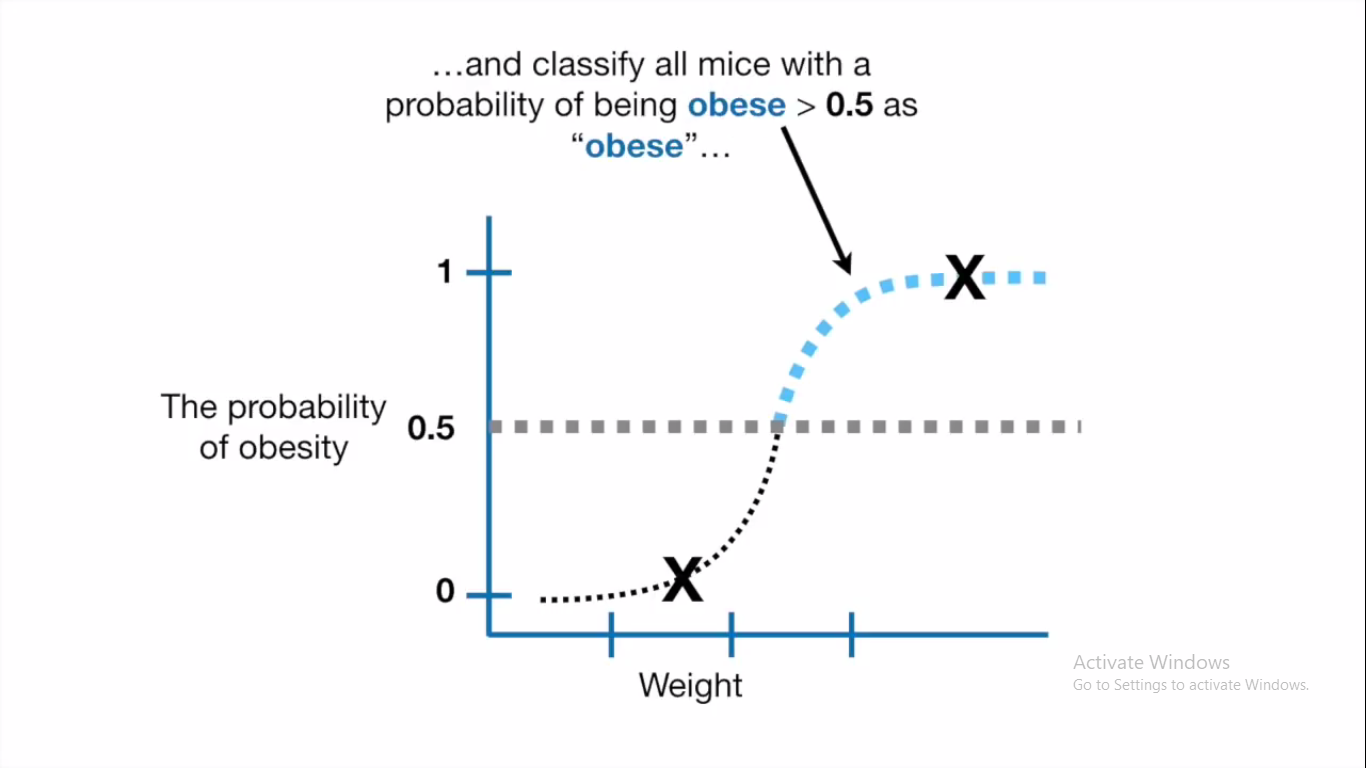 …and classify all mice with a
probability of being obese > 0.5 as
“obese”…
1
The probability
of obesity
0.5
0
X
X
Weight
Activate Windows
Go to Settings to activate Windows.